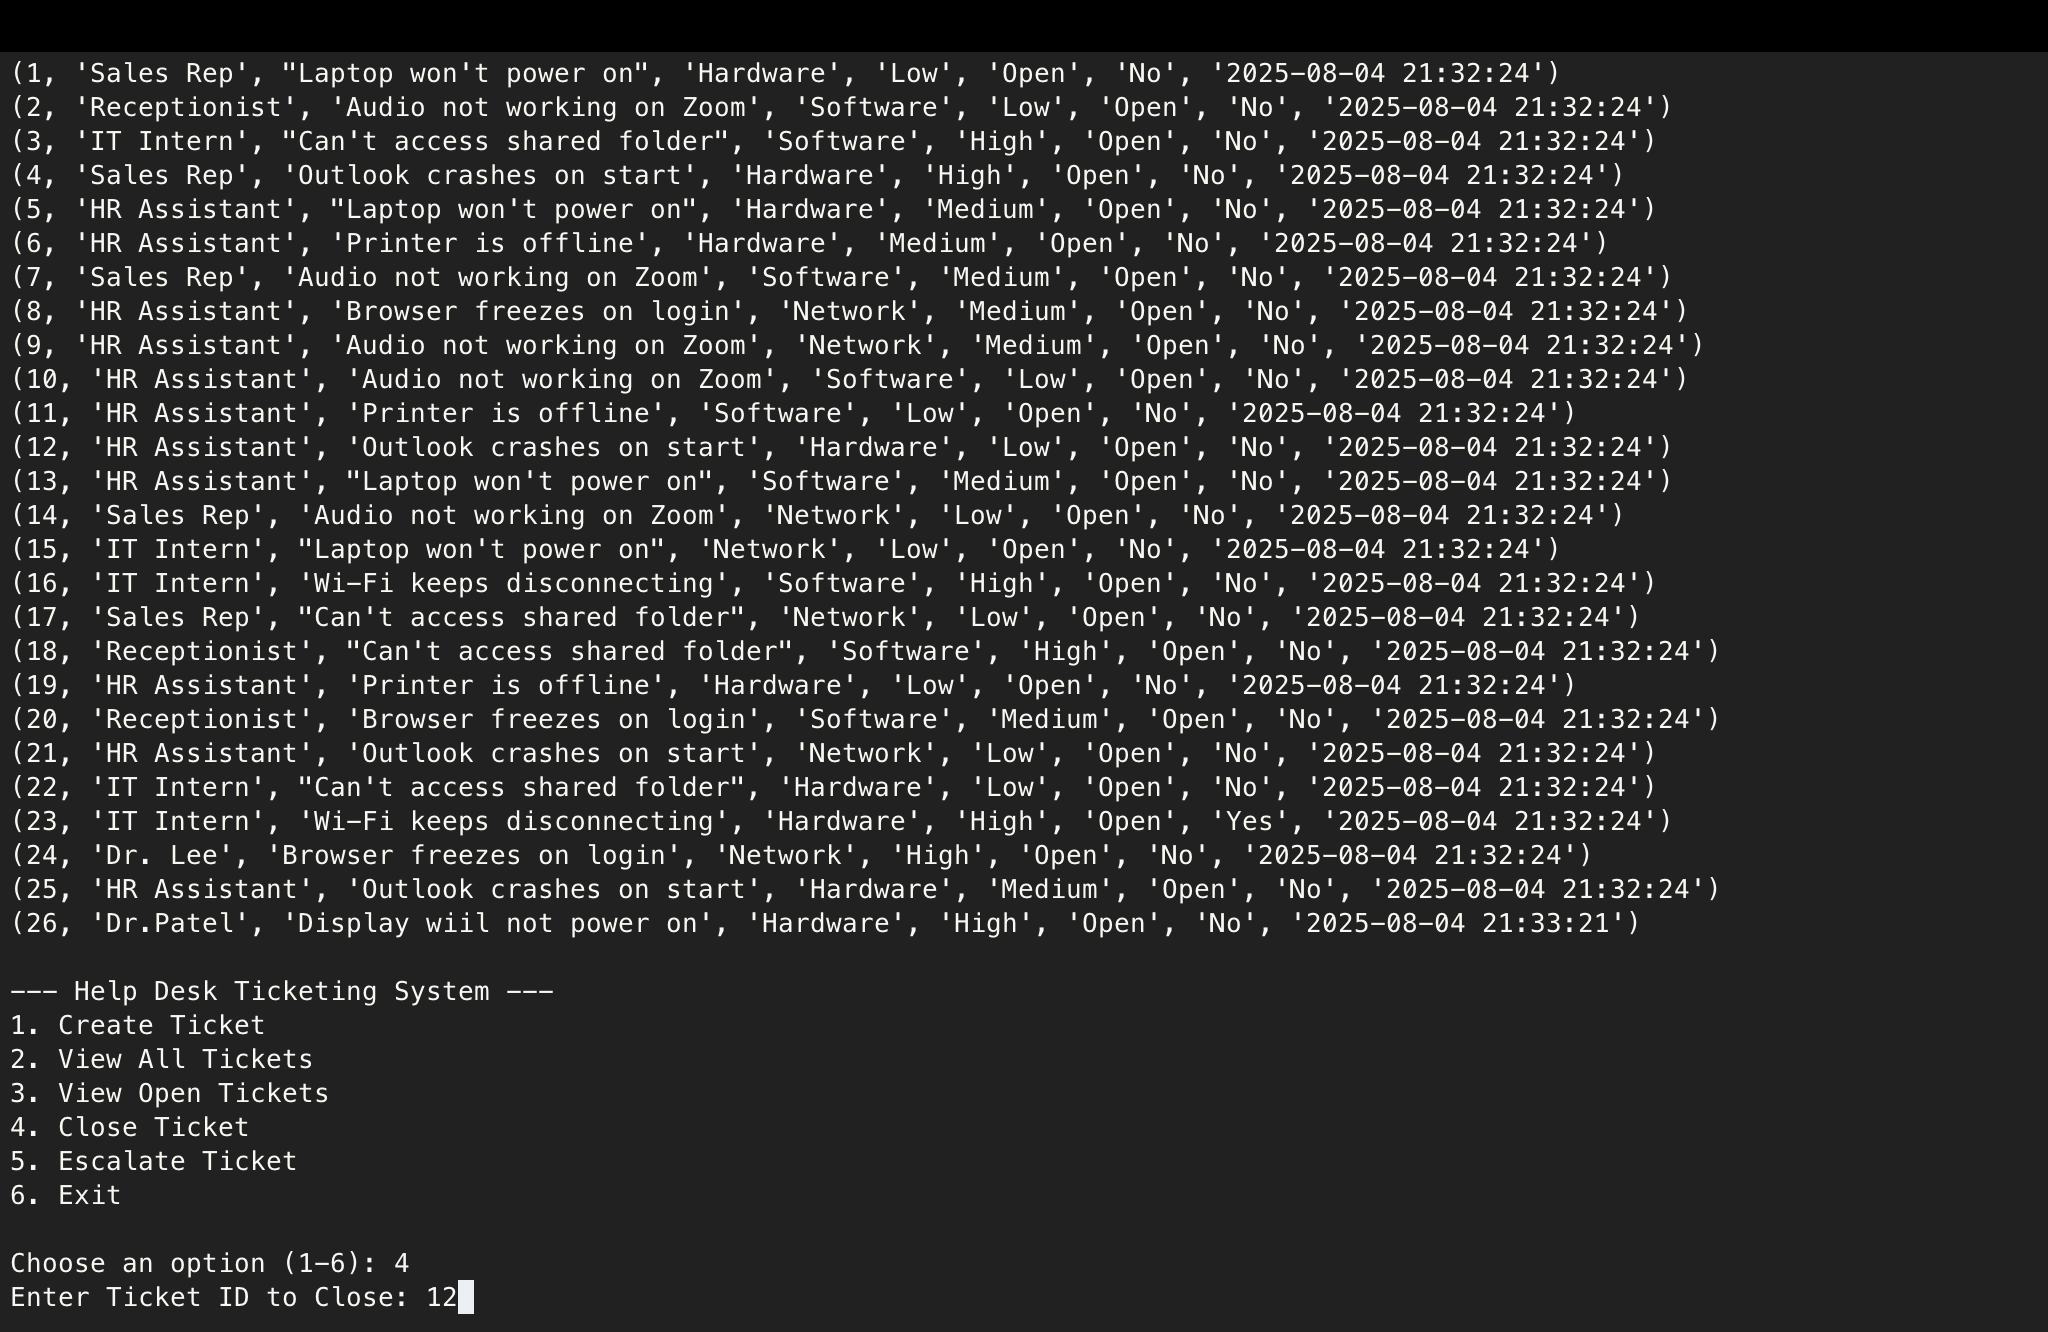 (1, 'Sales Rep', "Laptop won't power on", 'Hardware', 'Low', 'Open', 'No', '2025-08-04 21:32:24')
(2, 'Receptionist', 'Audio not working on Zoom', 'Software', 'Low', 'Open', 'No', '2025-08-04 21:32:24')
(3, 'IT Intern', "Can't access shared folder", 'Software', 'High', 'Open', 'No', '2025-08-04 21:32:24')
(4, 'Sales Rep', 'Outlook crashes on start', 'Hardware', 'High', 'Open', 'No', '2025-08-04 21:32:24')
(5, 'HR Assistant', "Laptop won't power on", 'Hardware', 'Medium', 'Open', 'No', '2025-08-04 21:32:24')
(6, 'HR Assistant', 'Printer is offline', 'Hardware', 'Medium', 'Open', 'No', '2025-08-04 21:32:24')
(7, 'Sales Rep', 'Audio not working on Zoom', 'Software', 'Medium', 'Open', 'No', '2025-08-04 21:32:24')
(8, 'HR Assistant', 'Browser freezes on login', 'Network', 'Medium', 'Open', 'No', '2025-08-04 21:32:24')
(9, 'HR Assistant', 'Audio not working on Zoom', 'Network', 'Medium', 'Open', 'No', '2025-08-04 21:32:24')
(10, 'HR Assistant', 'Audio not working on Zoom', 'Software', 'Low', 'Open', 'No', '2025-08-04 21:32:24')
(11, 'HR Assistant', 'Printer is offline', 'Software', 'Low', 'Open', 'No', '2025-08-04 21:32:24')
(12, 'HR Assistant', 'Outlook crashes on start', 'Hardware', 'Low', 'Open', 'No', '2025-08-04 21:32:24')
(13, 'HR Assistant', "Laptop won't power on", 'Software', 'Medium', 'Open', 'No', '2025-08-04 21:32:24')
(14, 'Sales Rep', 'Audio not working on Zoom', 'Network', 'Low', 'Open', 'No', '2025-08-04 21:32:24')
(15, 'IT Intern', "Laptop won't power on", 'Network', 'Low', 'Open', 'No', '2025-08-04 21:32:24')
(16, 'IT Intern', 'Wi-Fi keeps disconnecting', 'Software', 'High', 'Open', 'No', '2025-08-04 21:32:24')
(17, 'Sales Rep', "Can't access shared folder", 'Network', 'Low', 'Open', 'No', '2025-08-04 21:32:24')
(18, 'Receptionist', "Can't access shared folder", 'Software', 'High', 'Open', 'No', '2025-08-04 21:32:24')
(19, 'HR Assistant', 'Printer is offline', 'Hardware', 'Low', 'Open', 'No', '2025-08-04 21:32:24')
(20, 'Receptionist', 'Browser freezes on login', 'Software', 'Medium', 'Open', 'No', '2025-08-04 21:32:24')
(21, 'HR Assistant', 'Outlook crashes on start', 'Network', 'Low', 'Open', 'No', '2025-08-04 21:32:24')
(22, 'IT Intern', "Can't access shared folder", 'Hardware', 'Low', 'Open', 'No', '2025-08-04 21:32:24')
(23, 'IT Intern', 'Wi-Fi keeps disconnecting', 'Hardware', 'High', 'Open', 'Yes', '2025-08-04 21:32:24')
(24, 'Dr. Lee', 'Browser freezes on login', 'Network', 'High', 'Open', 'No', '2025-08-04 21:32:24')
(25, 'HR Assistant', 'Outlook crashes on start', 'Hardware', 'Medium', 'Open', 'No', '2025-08-04 21:32:24')
(26, 'Dr.Patel', 'Display wiil not power on', 'Hardware', 'High', 'Open', 'No', '2025-08-04 21:33:21')
--- Help Desk Ticketing System ---
1. Create Ticket
2. View All Tickets
3. View Open Tickets
4. Close Ticket
5. Escalate Ticket
6. Exit
Choose an option (1-6): 4
Enter Ticket ID to Close: 12